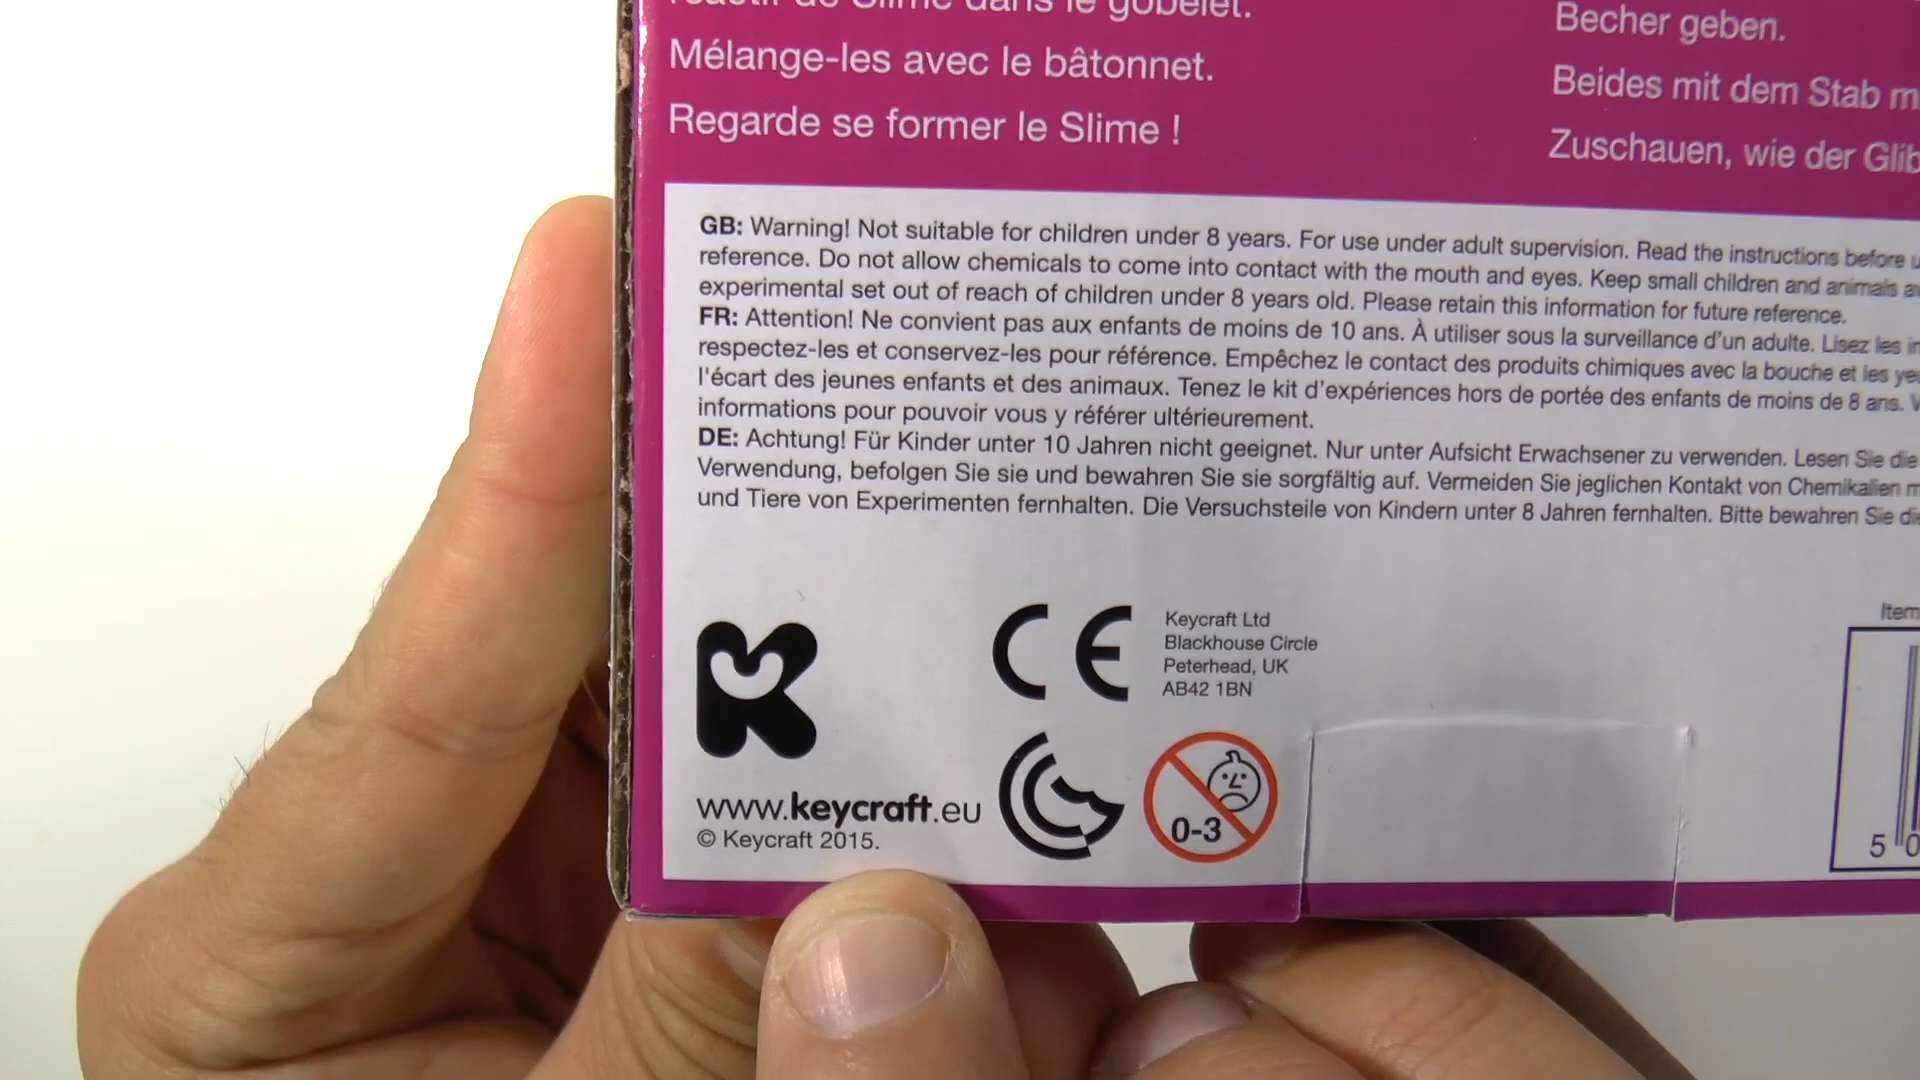 réactif de Slime dans le gobelet.
Mélange-les avec le bâtonnet.
Regarde se former le Slime !
Becher geben.
Beides mit dem Stab
Zuschauen, wie der
GB: Warning! Not suitable for children under 8 years. For use under adult supervision. Read the instructions before
reference. Do not allow chemicals to come into contact with the mouth and eyes. Keep small children and animals
experimental set out of reach of children under 8 years old. Please retain this information for future reference.
FR: Attention! Ne convient pas aux enfants de moins de 10 ans. À utiliser sous la surveillance d'un adulte. Lisez les
respectez-les et conservez-les pour référence. Empêchez le contact des produits chimiques avec la bouche et les
l'écart des jeunes enfants et des animaux. Tenez le kit d'expériences hors de portée des enfants de moins de 8 ans.
informations pour pouvoir vous y référer ultérieurement.
DE: Achtung! Für Kinder unter 10 Jahren nicht geeignet. Nur unter Aufsicht Erwachsener zu verwenden. Lesen Sie die
Verwendung, befolgen Sie sie und bewahren Sie sie sorgfältig auf. Vermeiden Sie jeglichen Kontakt von Chemikalien
und Tiere von Experimenten fernhalten. Die Versuchsteile von Kindern unter 8 Jahren fernhalten. Bitte bewahren Sie
CE
Keycraft Ltd
Blackhouse Circle
Peterhead, UK
AB42 1BN
Item
5 0
0-3
www.keycraft.eu
© Keycraft 2015.